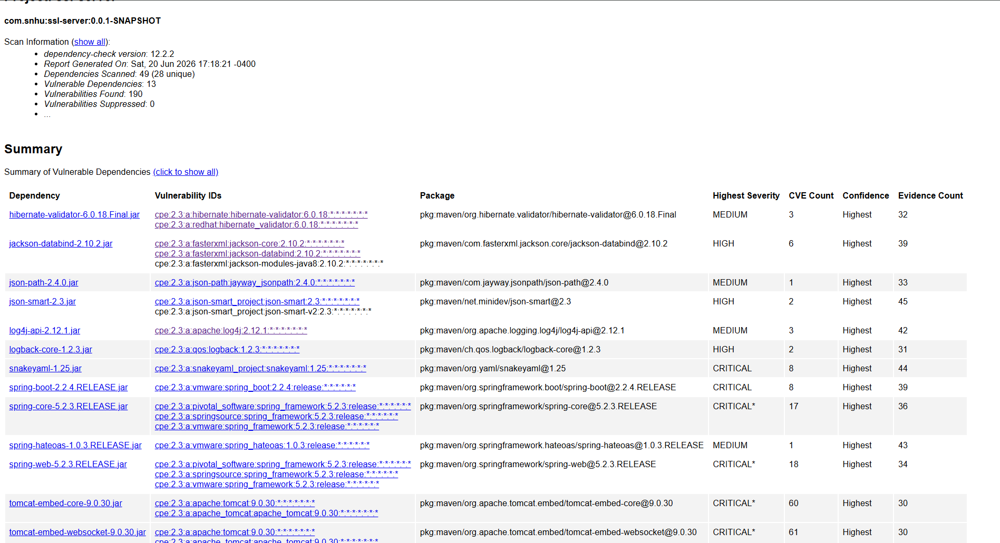 com.snhu:ssl-server:0.0.1-SNAPSHOT
Scan Information (show all):
• dependency-check version: 12.2.2
• Report Generated On: Sat, 20 Jun 2026 17:18:21 -0400
• Dependencies Scanned: 49 (28 unique)
• Vulnerable Dependencies: 13
• Vulnerabilities Found: 190
• Vulnerabilities Suppressed: 0
• ...
Summary
Summary of Vulnerable Dependencies (click to show all)
Dependency Vulnerability IDs Package Highest Severity CVE Count Confidence Evidence Count
hibernate-validator-6.0.18.Final.jar cpe:2.3:a:hibernate:hibernate-validator:6.0.18:*:*:*:*:*:*:* pkg:maven/org.hibernate.validator/hibernate-validator@6.0.18.Final MEDIUM 3 Highest 32
cpe:2.3:a:redhat:hibernate_validator:6.0.18:*:*:*:*:*:*:*
jackson-databind-2.10.2.jar cpe:2.3:a:fasterxml:jackson-core:2.10.2:*:*:*:*:*:*:* pkg:maven/com.fasterxml.jackson.core/jackson-databind@2.10.2 HIGH 6 Highest 39
cpe:2.3:a:fasterxml:jackson-databind:2.10.2:*:*:*:*:*:*:*
cpe:2.3:a:fasterxml:jackson-modules-java8:2.10.2:*:*:*:*:*:*:*
json-path-2.4.0.jar cpe:2.3:a:json-path:jayway_jsonpath:2.4.0:*:*:*:*:*:*:* pkg:maven/com.jayway.jsonpath/json-path@2.4.0 MEDIUM 1 Highest 33
json-smart-2.3.jar cpe:2.3:a:json-smart_project:json-smart:2.3:*:*:*:*:*:*:* pkg:maven/net.minidev/json-smart@2.3 HIGH 2 Highest 45
cpe:2.3:a:json-smart_project:json-smart-v2:2.3:*:*:*:*:*:*:*
log4j-api-2.12.1.jar cpe:2.3:a:apache:log4j:2.12.1:*:*:*:*:*:*:* pkg:maven/org.apache.logging.log4j/log4j-api@2.12.1 MEDIUM 3 Highest 42
logback-core-1.2.3.jar cpe:2.3:a:qos:logback:1.2.3:*:*:*:*:*:*:* pkg:maven/ch.qos.logback/logback-core@1.2.3 HIGH 2 Highest 31
snakeyaml-1.25.jar cpe:2.3:a:snakeyaml_project:snakeyaml:1.25:*:*:*:*:*:*:* pkg:maven/org.yaml/snakeyaml@1.25 CRITICAL 8 Highest 44
spring-boot-2.2.4.RELEASE.jar cpe:2.3:a:vmware:spring_boot:2.2.4:release:*:*:*:*:*:* pkg:maven/org.springframework.boot/spring-boot@2.2.4.RELEASE CRITICAL 8 Highest 39
spring-core-5.2.3.RELEASE.jar cpe:2.3:a:pivotal_software:spring_framework:5.2.3:release:*:*:*:*:*:* pkg:maven/org.springframework/spring-core@5.2.3.RELEASE CRITICAL* 17 Highest 36
cpe:2.3:a:springsource:spring_framework:5.2.3:release:*:*:*:*:*:*
cpe:2.3:a:vmware:spring_framework:5.2.3:release:*:*:*:*:*:*
spring-hateoas-1.0.3.RELEASE.jar cpe:2.3:a:vmware:spring_hateoas:1.0.3:release:*:*:*:*:*:* pkg:maven/org.springframework.hateoas/spring-hateoas@1.0.3.RELEASE MEDIUM 1 Highest 43
spring-web-5.2.3.RELEASE.jar cpe:2.3:a:pivotal_software:spring_framework:5.2.3:release:*:*:*:*:*:* pkg:maven/org.springframework/spring-web@5.2.3.RELEASE CRITICAL* 18 Highest 34
cpe:2.3:a:springsource:spring_framework:5.2.3:release:*:*:*:*:*:*
cpe:2.3:a:vmware:spring_framework:5.2.3:release:*:*:*:*:*:*
tomcat-embed-core-9.0.30.jar cpe:2.3:a:apache:tomcat:9.0.30:*:*:*:*:*:*:* pkg:maven/org.apache.tomcat.embed/tomcat-embed-core@9.0.30 CRITICAL* 60 Highest 30
cpe:2.3:a:apache_tomcat:apache_tomcat:9.0.30:*:*:*:*:*:*:*
tomcat-embed-websocket-9.0.30.jar cpe:2.3:a:apache:tomcat:9.0.30:*:*:*:*:*:*:* pkg:maven/org.apache.tomcat.embed/tomcat-embed-websocket@9.0.30 CRITICAL* 61 Highest 30
cpe:2.3:a:apache_tomcat:apache_tomcat:9.0.30:*:*:*:*:*:*:*